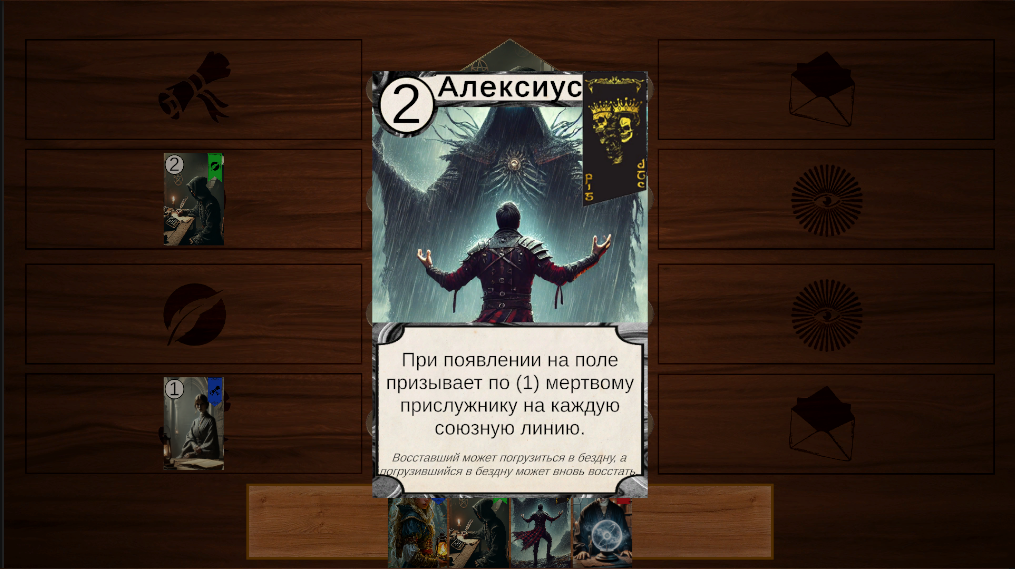 2
Алексиус
2
1
При появлении на поле
призывает по (1) мертвому
прислужнику на каждую
союзную линию.
Восставший может погрузиться в бездну, а
погрузившийся в бездну может вновь восстать.